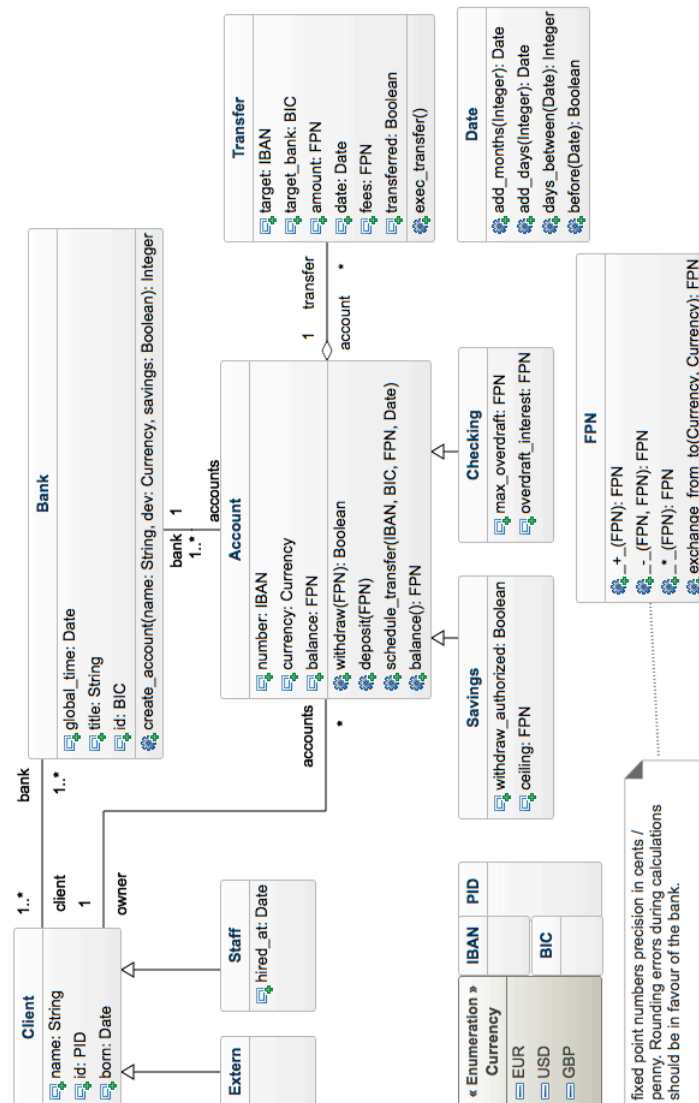 Client
name: String
id: PID
born: Date
1..*
client
bank
1..*
1
owner
Bank
global_time: Date
title: String
id: BIC
create_account(name: String, dev: Currency, savings: Boolean): Integer
bank
1
1..*
accounts
accounts
*
Account
number: IBAN
currency: Currency
balance: FPN
withdraw(FPN): Boolean
deposit(FPN)
schedule_transfer(IBAN, BIC, FPN, Date)
balance(): FPN
1
transfer
account
*
Transfer
target: IBAN
target_bank: BIC
amount: FPN
date: Date
fees: FPN
transferred: Boolean
exec_transfer()
Extern
Staff
hired_at: Date
Savings
withdraw_authorized: Boolean
ceiling: FPN
Checking
max_overdraft: FPN
overdraft_interest: FPN
Date
add_months(Integer): Date
add_days(Integer): Date
days_between(Date): Integer
before(Date): Boolean
« Enumeration »
Currency
EUR
USD
GBP
IBAN
PID
BIC
FPN
_+_(FPN): FPN
_-_(FPN, FPN): FPN
_*_(FPN): FPN
exchange_from_to(Currency, Currency): FPN
fixed point numbers precision in cents /
penny. Rounding errors during calculations
should be in favour of the bank.